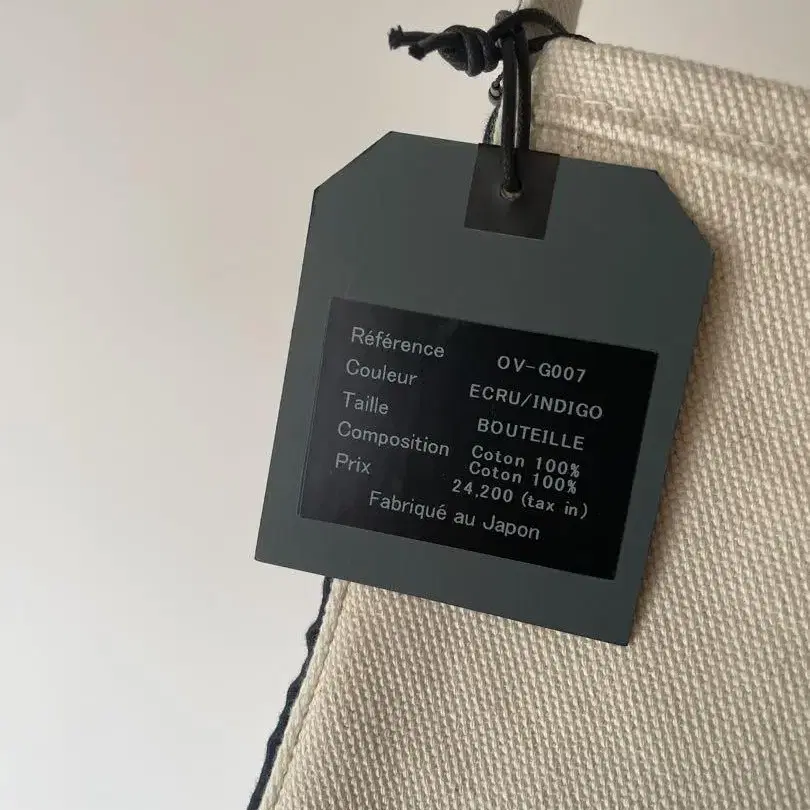 Référence OV-G007
Couleur ECRU/INDIGO
Taille BOUTEILLE
Composition Coton 100%
Coton 100%
Prix 24,200 (tax in)
Fabriqué au Japon